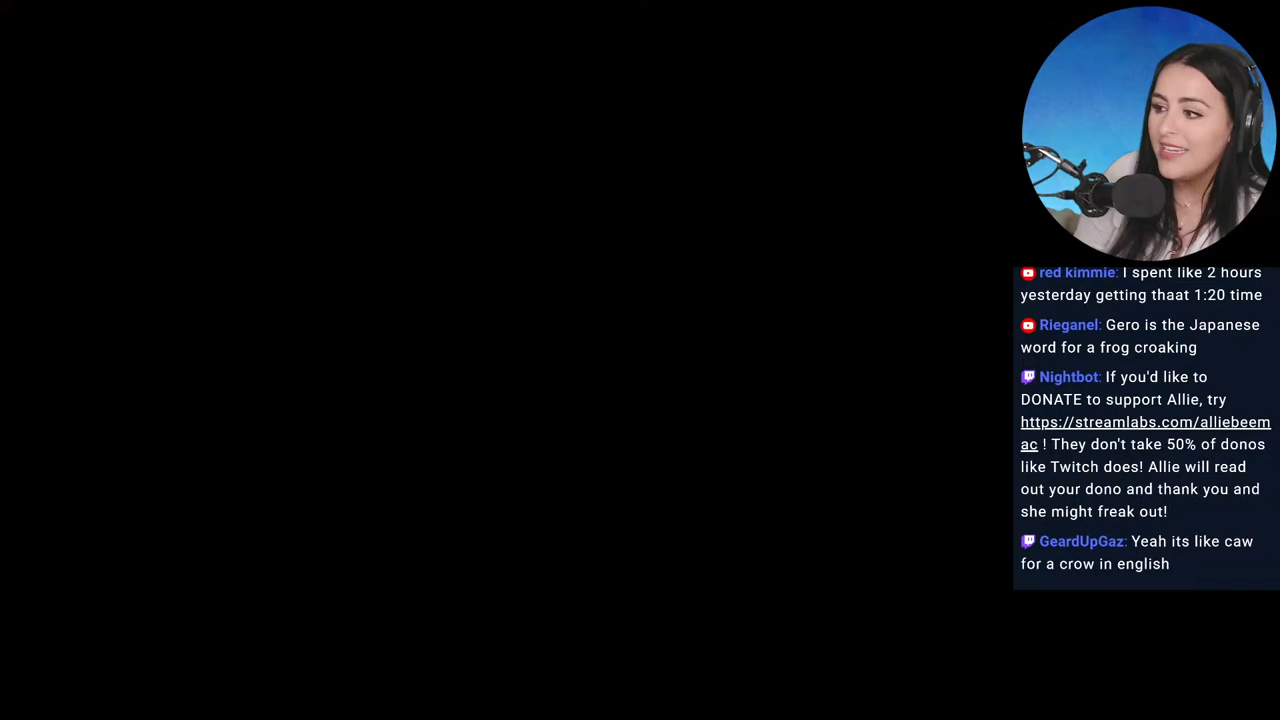 red kimmie: I spent like 2 hours
yesterday getting thaat 1:20 time
Rieganel: Gero is the Japanese
word for a frog croaking
Nightbot: If you'd like to
DONATE to support Allie, try
https://streamlabs.com/alliebeem
ac ! They don't take 50% of donos
like Twitch does! Allie will read
out your dono and thank you and
she might freak out!
GeardUpGaz: Yeah its like caw
for a crow in english